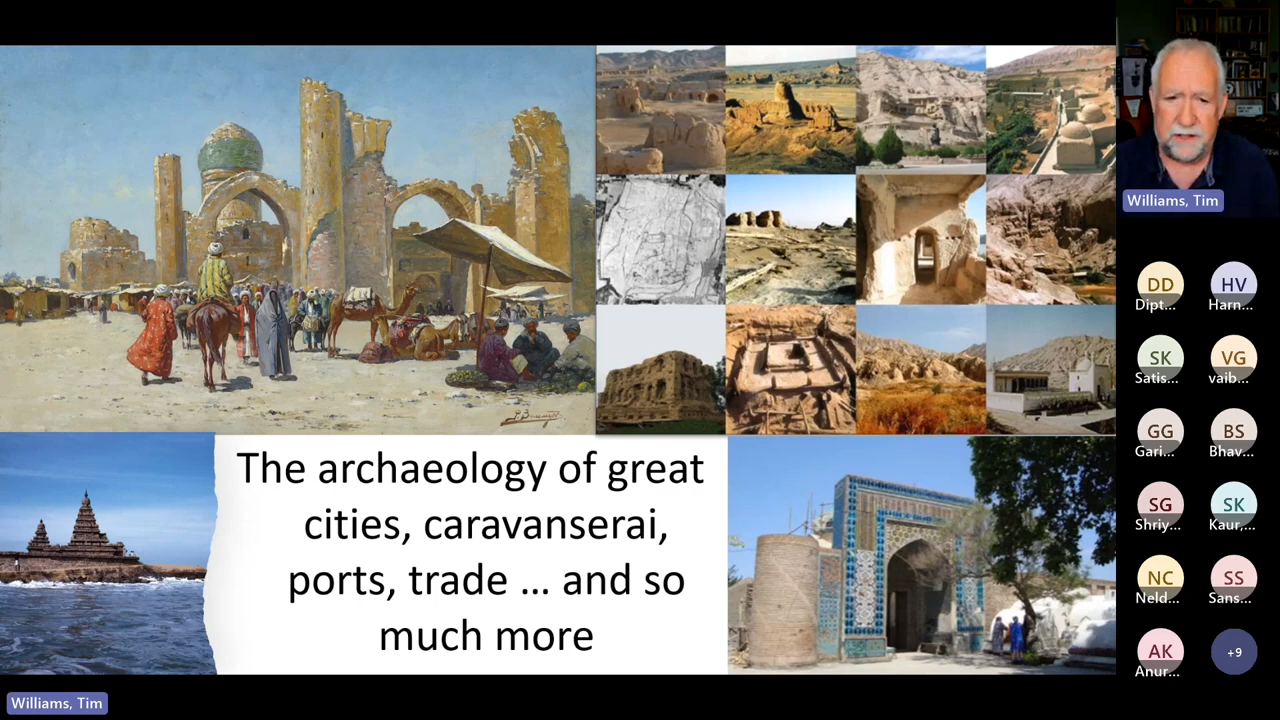 Williams, Tim
DD
HV
Dipt...
Harn...
SK
VG
Satis...
vaib...
GG
BS
Gari...
Bhav...
The archaeology of great
cities, caravanserai,
ports, trade ... and so
much more
SG
SK
Shriy...
Kaur,...
NC
SS
Neld...
Sans...
AK
+9
Anur...
Williams, Tim